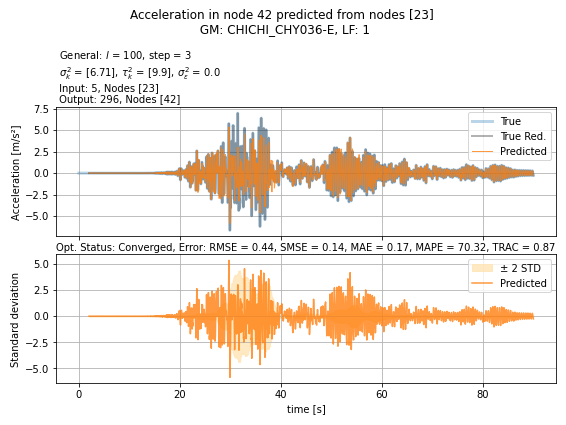 Acceleration in node 42 predicted from nodes [23]
GM: CHICHI_CHY036-E, LF: 1
General: l = 100, step = 3
σ²ₖ = [6.71], τ²ₖ = [9.9], σ²ε = 0.0
Input: 5, Nodes [23]
Output: 296, Nodes [42]
Acceleration [m/s²]
7.5
5.0
2.5
0.0
−2.5
−5.0
True
True Red.
Predicted
Opt. Status: Converged, Error: RMSE = 0.44, SMSE = 0.14, MAE = 0.17, MAPE = 70.32, TRAC = 0.87
Standard deviation
5.0
2.5
0.0
−2.5
−5.0
± 2 STD
Predicted
0 20 40 60 80
time [s]